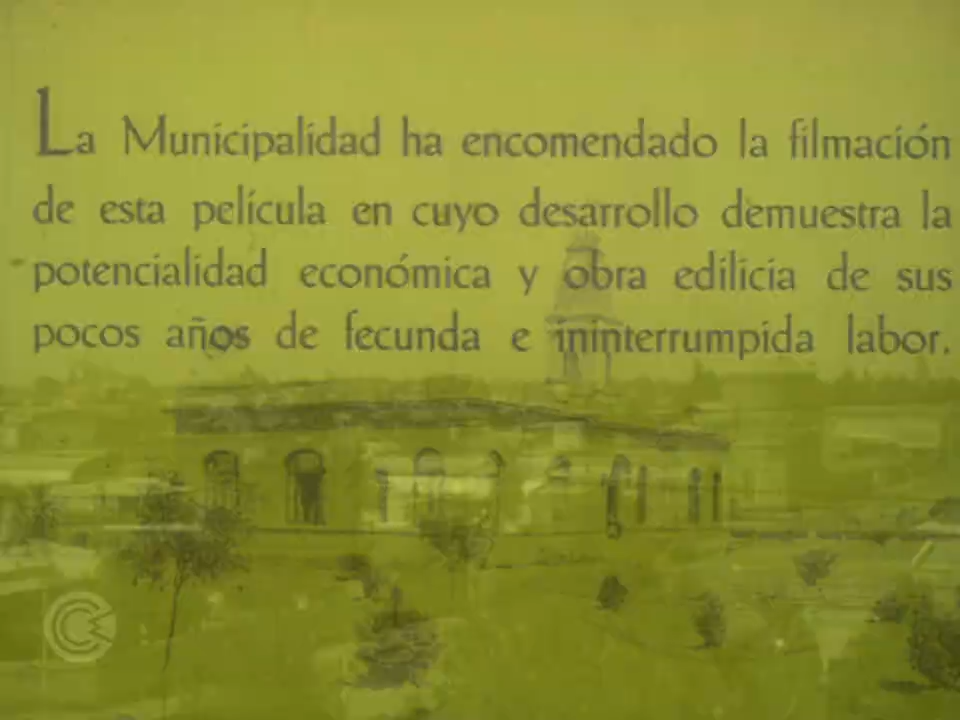 La Municipalidad ha encomendado la filmación
de esta película en cuyo desarrollo demuestra la
potencialidad económica y obra edilicia de sus
pocos años de fecunda e ininterrumpida labor.